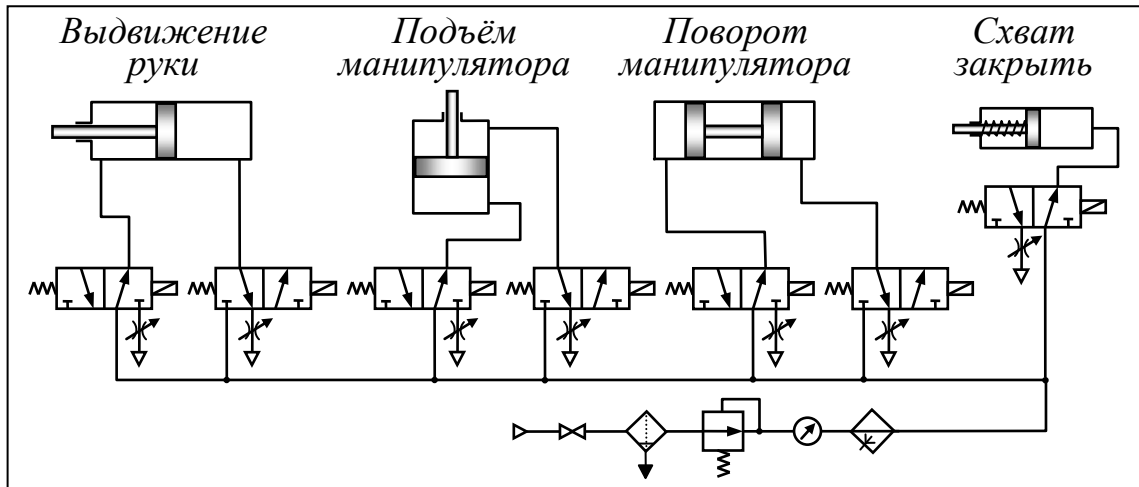 Выдвижение
руки
Подъём
манипулятора
Поворот
манипулятора
Схват
закрыть